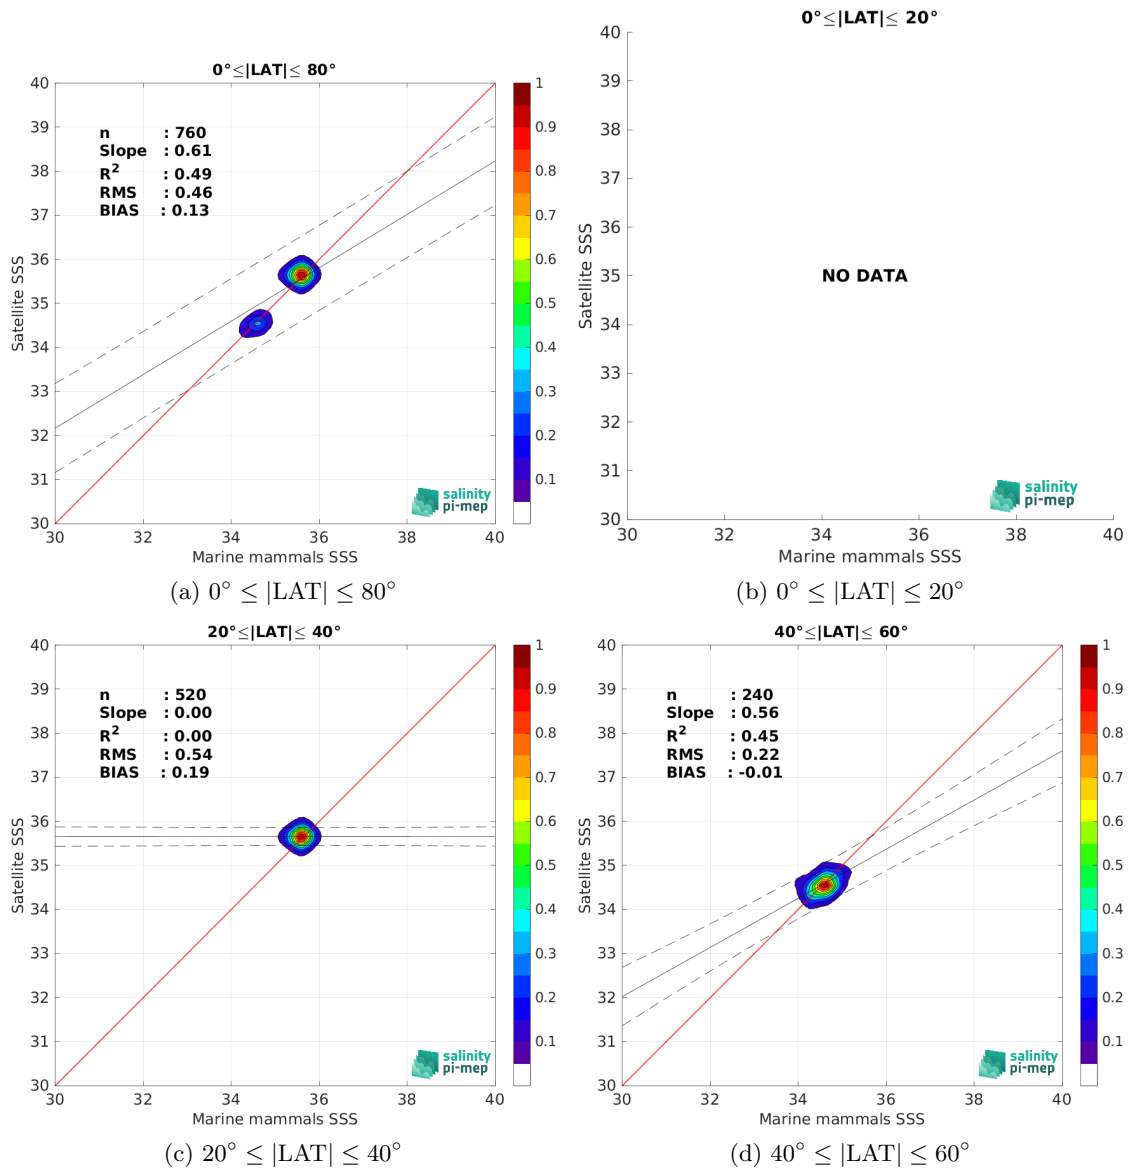 0°≤|LAT|≤ 80°
40
39
38
37
36
35
34
33
32
31
30
Satellite SSS
n : 760
Slope : 0.61
R2 : 0.49
RMS : 0.46
BIAS : 0.13
salinity
pi-mep
30 32 34 36 38 40
Marine mammals SSS
1
0.9
0.8
0.7
0.6
0.5
0.4
0.3
0.2
0.1
(a) 0° ≤ |LAT| ≤ 80°
0°≤|LAT|≤ 20°
40
39
38
37
36
35
34
33
32
31
30
Satellite SSS
NO DATA
salinity
pi-mep
30 32 34 36 38 40
Marine mammals SSS
(b) 0° ≤ |LAT| ≤ 20°
20°≤|LAT|≤ 40°
40
39
38
37
36
35
34
33
32
31
30
Satellite SSS
n : 520
Slope : 0.00
R2 : 0.00
RMS : 0.54
BIAS : 0.19
salinity
pi-mep
30 32 34 36 38 40
Marine mammals SSS
1
0.9
0.8
0.7
0.6
0.5
0.4
0.3
0.2
0.1
(c) 20° ≤ |LAT| ≤ 40°
40°≤|LAT|≤ 60°
40
39
38
37
36
35
34
33
32
31
30
Satellite SSS
n : 240
Slope : 0.56
R2 : 0.45
RMS : 0.22
BIAS : -0.01
salinity
pi-mep
30 32 34 36 38 40
Marine mammals SSS
1
0.9
0.8
0.7
0.6
0.5
0.4
0.3
0.2
0.1
(d) 40° ≤ |LAT| ≤ 60°